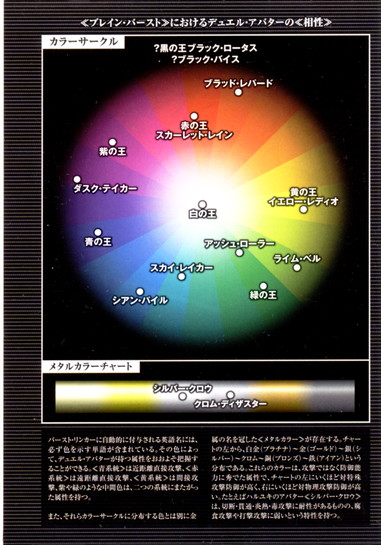 ≪ブレイン・バースト≫におけるデュエル・アバターの≪相性≫
カラーサークル
?黒の王ブラック・ロータス
?ブラック・バイス
ブラッド・レパード
赤の王
スカーレット・レイン
紫の王
ダスク・テイカー
黄の王
イエロー・レディオ
白の王
青の王
アッシュ・ローラー
ライム・ベル
スカイ・レイカー
シアン・パイル
緑の王
メタルカラーチャート
シルバー・クロウ
クロム・ディザスター
バースト・リンカーに自動的に付与される英語名には、
必ず色を示す単語が含まれている。その色によっ
て、デュエル・アバターが持つ属性をおおよそ把握す
ることができる。≪青系統≫は近距離直接攻撃、≪赤
系統≫は遠距離直接攻撃、≪黄系統≫は間接攻
撃、紫や緑のような中間色は、二つの系統にまたがっ
た属性を持つ。
また、それらカラーサークルに分布する色とは別に金
属の名を冠した≪メタルカラー≫が存在する。チャー
トの左から、白金(プラチナ)～金(ゴールド)～銀(シ
ルバー)～クロム～銅(ブロンズ)～鉄(アイアン)という
分布である。これらのカラーは、攻撃ではなく防御能
力に秀でた属性で、チャートの左にいくほど対特殊
攻撃防御が高く、右にいくほど対物理攻撃防御が高
い。たとえばハルユキのアバター≪シルバー・クロウ≫
は、切断・貫通・炎熱・毒攻撃に耐性があるものの、腐
食攻撃や打撃攻撃に弱いという特性を持つ。